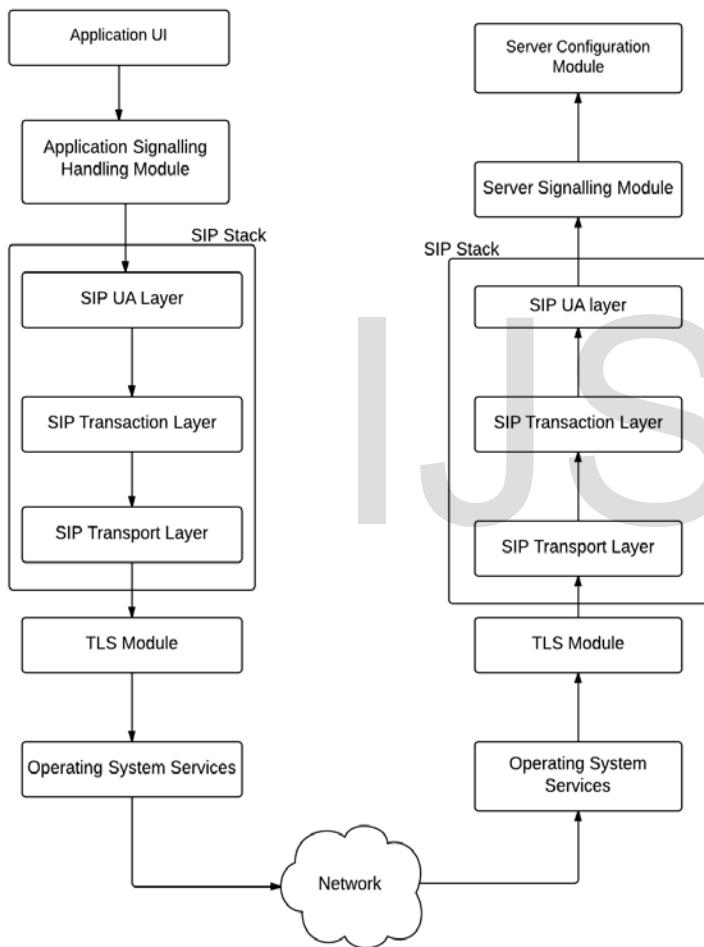 Application UI
Application Signalling
Handling Module
SIP Stack
SIP UA Layer
SIP Transaction Layer
SIP Transport Layer
TLS Module
Operating System Services
Network
Server Configuration
Module
Server Signalling Module
SIP Stack
SIP UA layer
SIP Transaction Layer
SIP Transport Layer
TLS Module
Operating System
Services
IJS